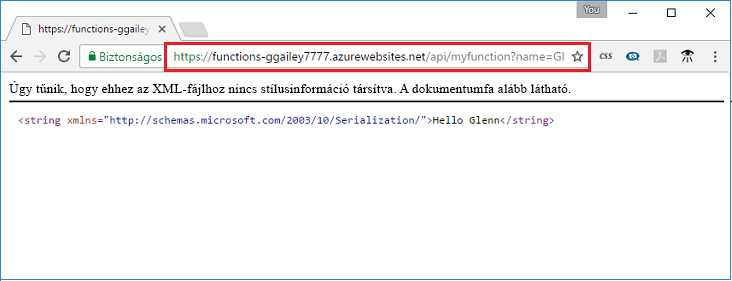 You
https://functions-ggailey
Biztonságos https://functions-ggailey7777.azurewebsites.net/api/myfunction?name=Gl
css
Úgy tűnik, hogy ehhez az XML-fájlhoz nincs stílusinformáció társítva. A dokumentumfa alább látható.
<string xmlns="http://schemas.microsoft.com/2003/10/Serialization/">Hello Glenn</string>